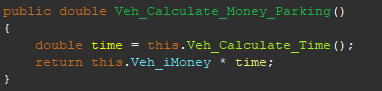 public double Veh_Calculate_Money_Parking()
{
    double time = this.Veh_Calculate_Time();
    return this.Veh_iMoney * time;
}